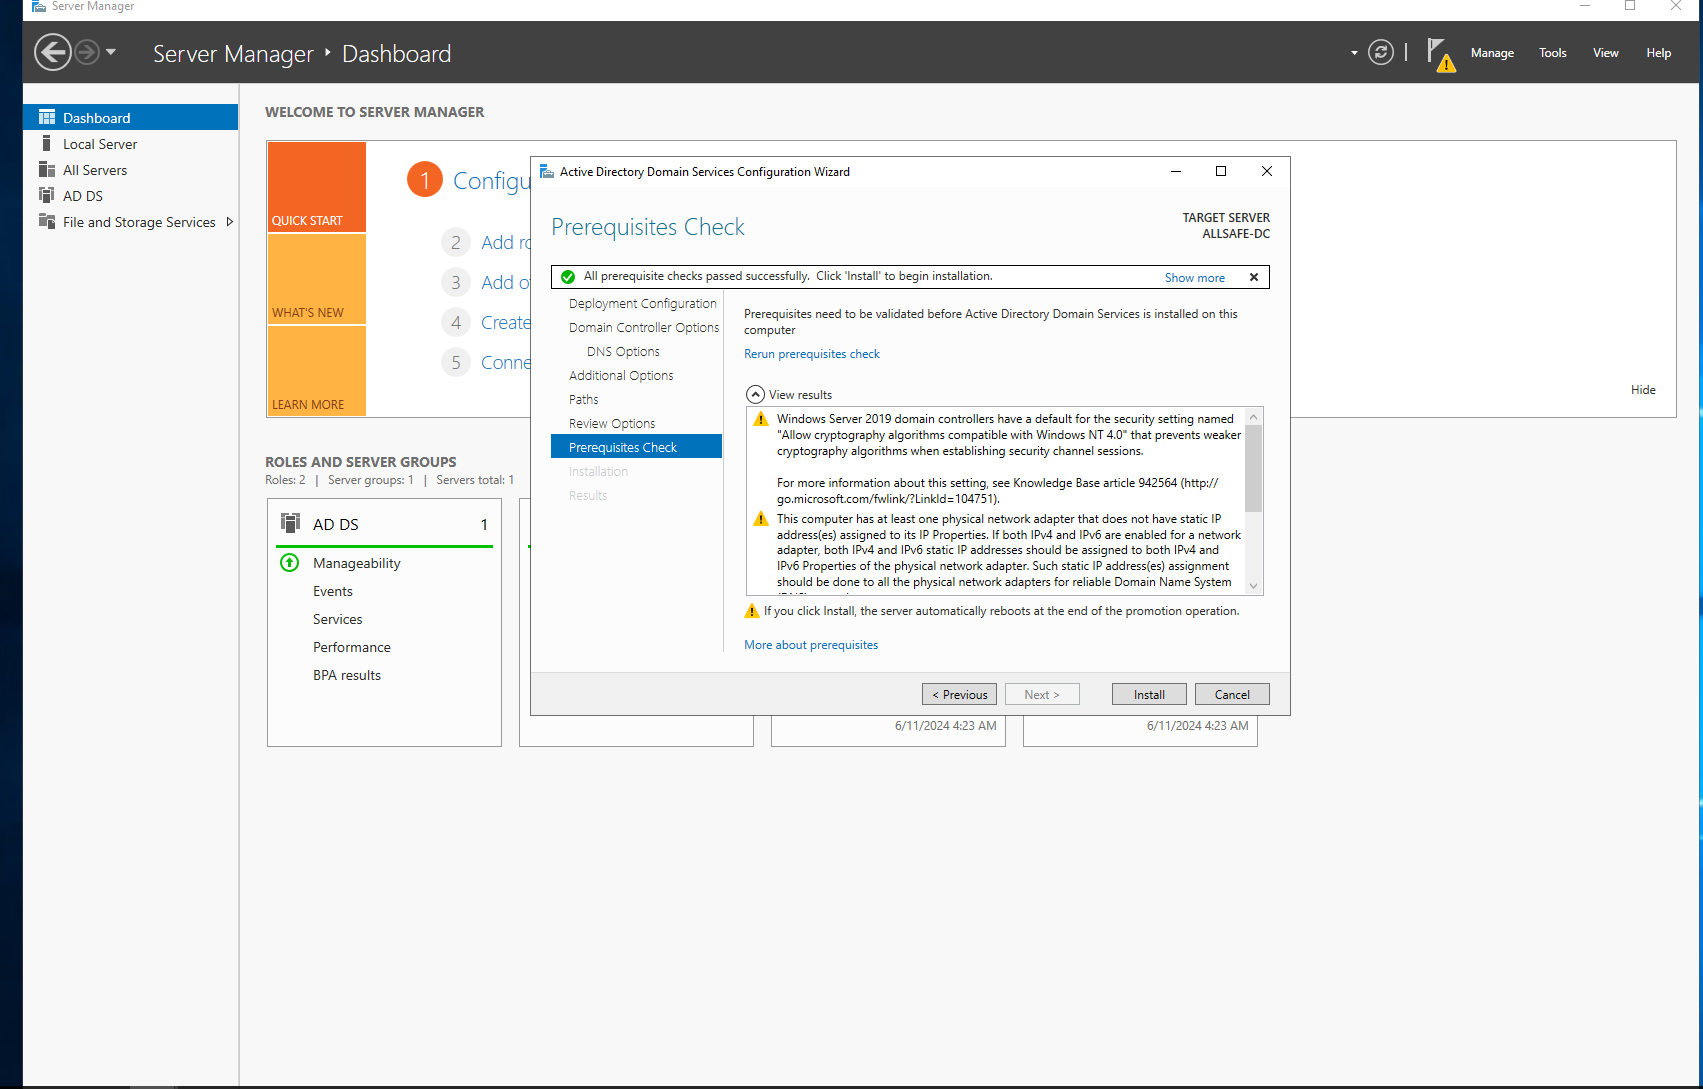 Server Manager
Server Manager ‣ Dashboard
Manage Tools View Help
Dashboard
Local Server
All Servers
AD DS
File and Storage Services
WELCOME TO SERVER MANAGER
QUICK START
WHAT'S NEW
LEARN MORE
1 Configu
2 Add ro
3 Add o
4 Create
5 Conne
Hide
ROLES AND SERVER GROUPS
Roles: 2 | Server groups: 1 | Servers total: 1
AD DS 1
Manageability
Events
Services
Performance
BPA results
6/11/2024 4:23 AM
6/11/2024 4:23 AM
Active Directory Domain Services Configuration Wizard
Prerequisites Check
TARGET SERVER
ALLSAFE-DC
All prerequisite checks passed successfully. Click 'Install' to begin installation.
Show more
Deployment Configuration
Domain Controller Options
DNS Options
Additional Options
Paths
Review Options
Prerequisites Check
Installation
Results
Prerequisites need to be validated before Active Directory Domain Services is installed on this
computer
Rerun prerequisites check
View results
Windows Server 2019 domain controllers have a default for the security setting named
"Allow cryptography algorithms compatible with Windows NT 4.0" that prevents weaker
cryptography algorithms when establishing security channel sessions.
For more information about this setting, see Knowledge Base article 942564 (http://
go.microsoft.com/fwlink/?LinkId=104751).
This computer has at least one physical network adapter that does not have static IP
address(es) assigned to its IP Properties. If both IPv4 and IPv6 are enabled for a network
adapter, both IPv4 and IPv6 static IP addresses should be assigned to both IPv4 and
IPv6 Properties of the physical network adapter. Such static IP address(es) assignment
should be done to all the physical network adapters for reliable Domain Name System
If you click Install, the server automatically reboots at the end of the promotion operation.
More about prerequisites
< Previous
Next >
Install
Cancel